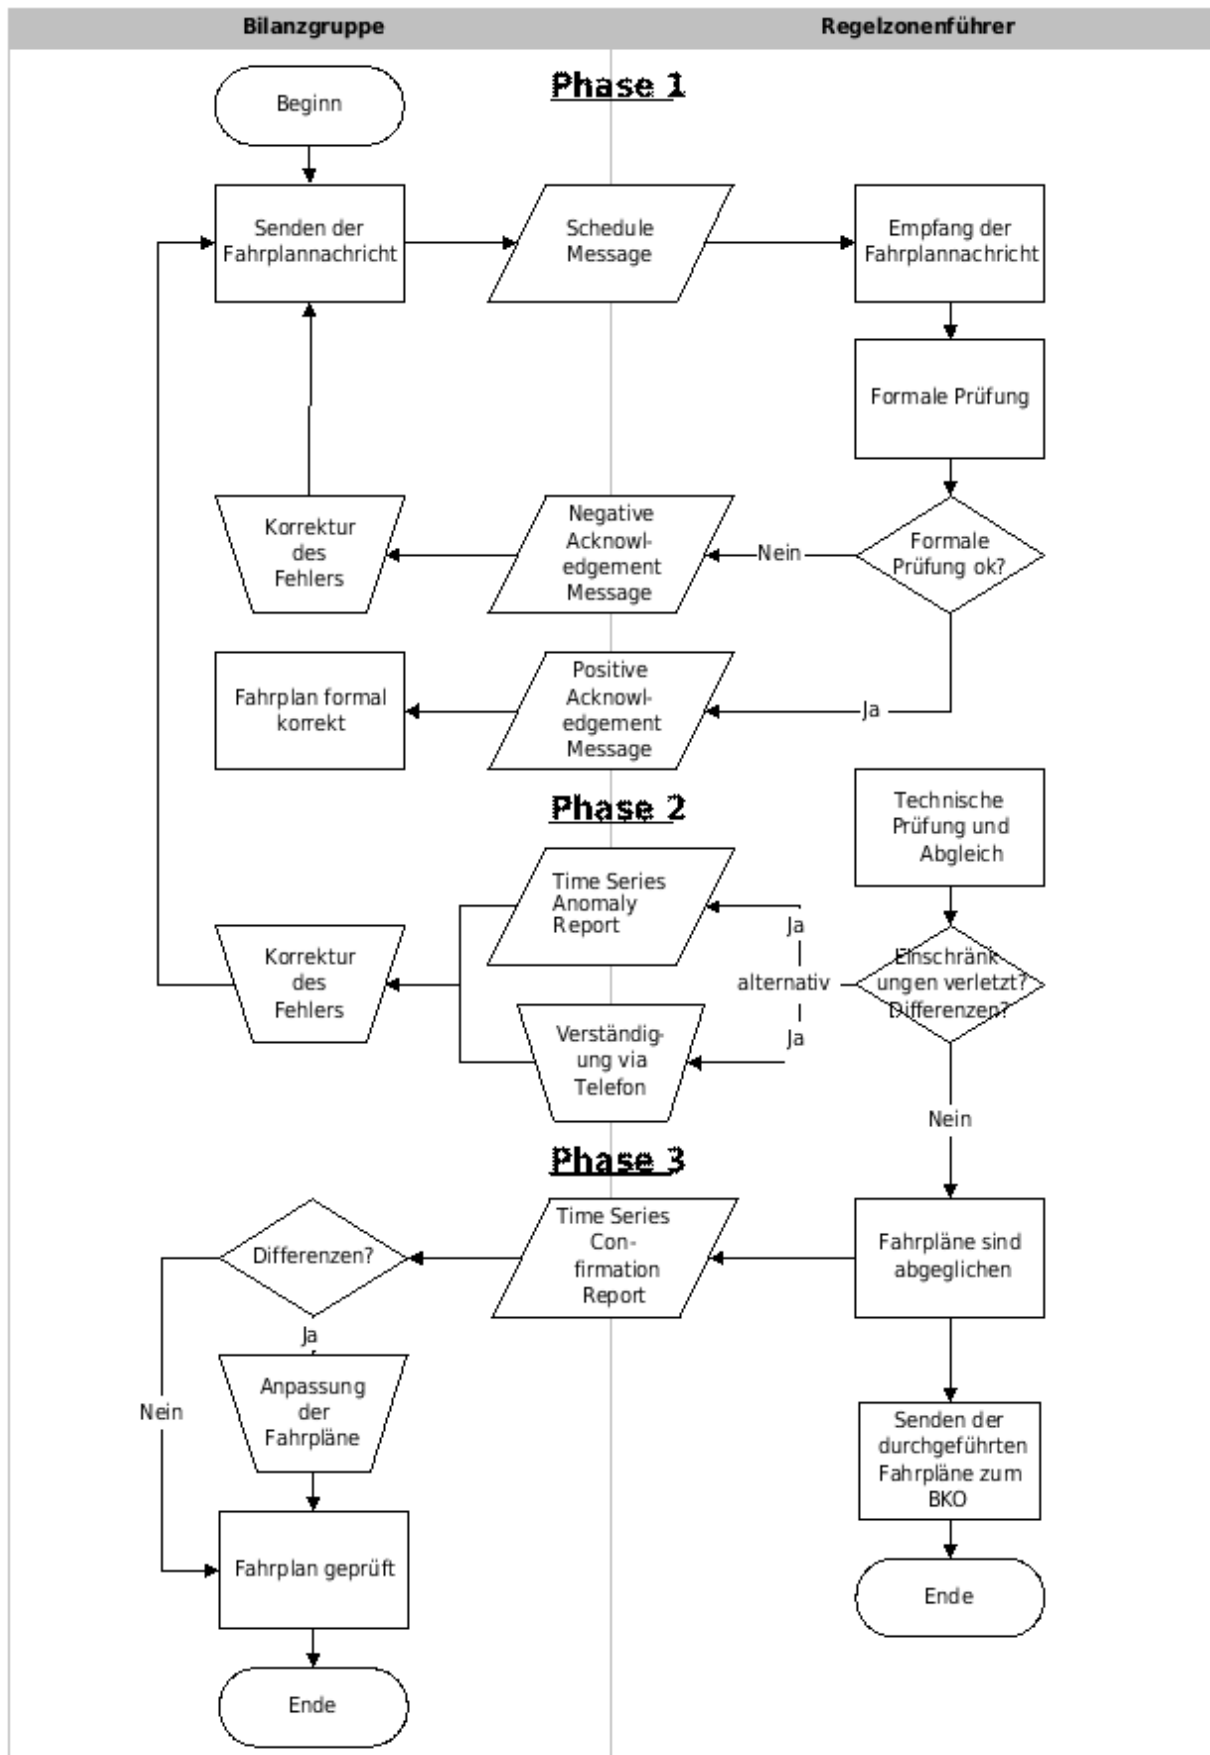 Bilanzgruppe
Regelzonenführer
Phase 1
Beginn
Senden der
Fahrplannachricht
Schedule
Message
Empfang der
Fahrplannachricht
Formale Prüfung
Formale
Prüfung ok?
Nein
Negative
Acknowl-
edgement
Message
Korrektur
des
Fehlers
Ja
Positive
Acknowl-
edgement
Message
Fahrplan formal
korrekt
Phase 2
Technische
Prüfung und
Abgleich
Einschränk
ungen verletzt?
Differenzen?
Ja
alternativ
Ja
Time Series
Anomaly
Report
Verständig-
ung via
Telefon
Korrektur
des
Fehlers
Nein
Phase 3
Fahrpläne sind
abgeglichen
Time Series
Con-
firmation
Report
Differenzen?
Ja
Nein
Anpassung
der
Fahrpläne
Fahrplan geprüft
Ende
Senden der
durchgeführten
Fahrpläne zum
BKO
Ende